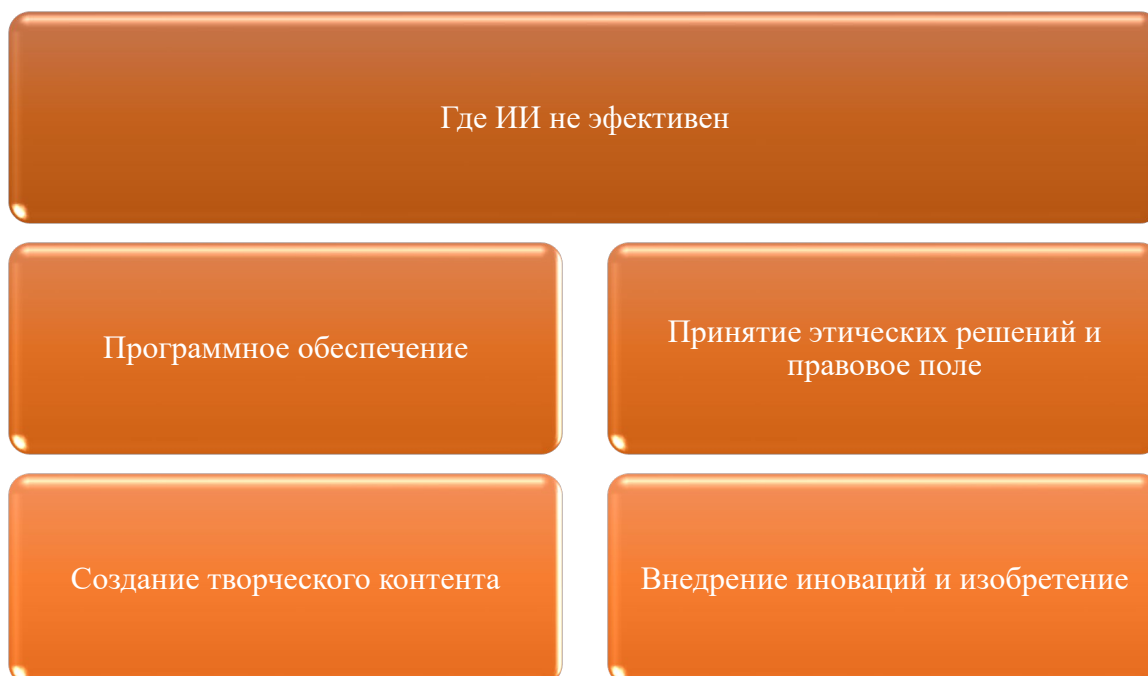 Где ИИ не эфективен
Программное обеспечение
Принятие этических решений и
правовое поле
Создание творческого контента
Внедрение иноваций и изобретение